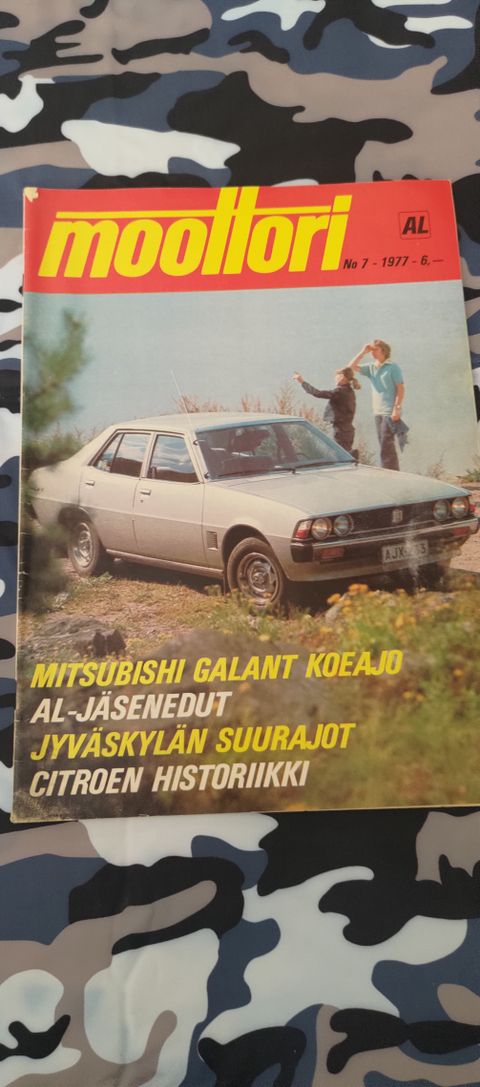 moottori
AL
No 7 - 1977 - 6,—
MITSUBISHI GALANT KOEAJO
AL-JÄSENEDUT
JYVÄSKYLÄN SUURAJOT
CITROEN HISTORIIKKI